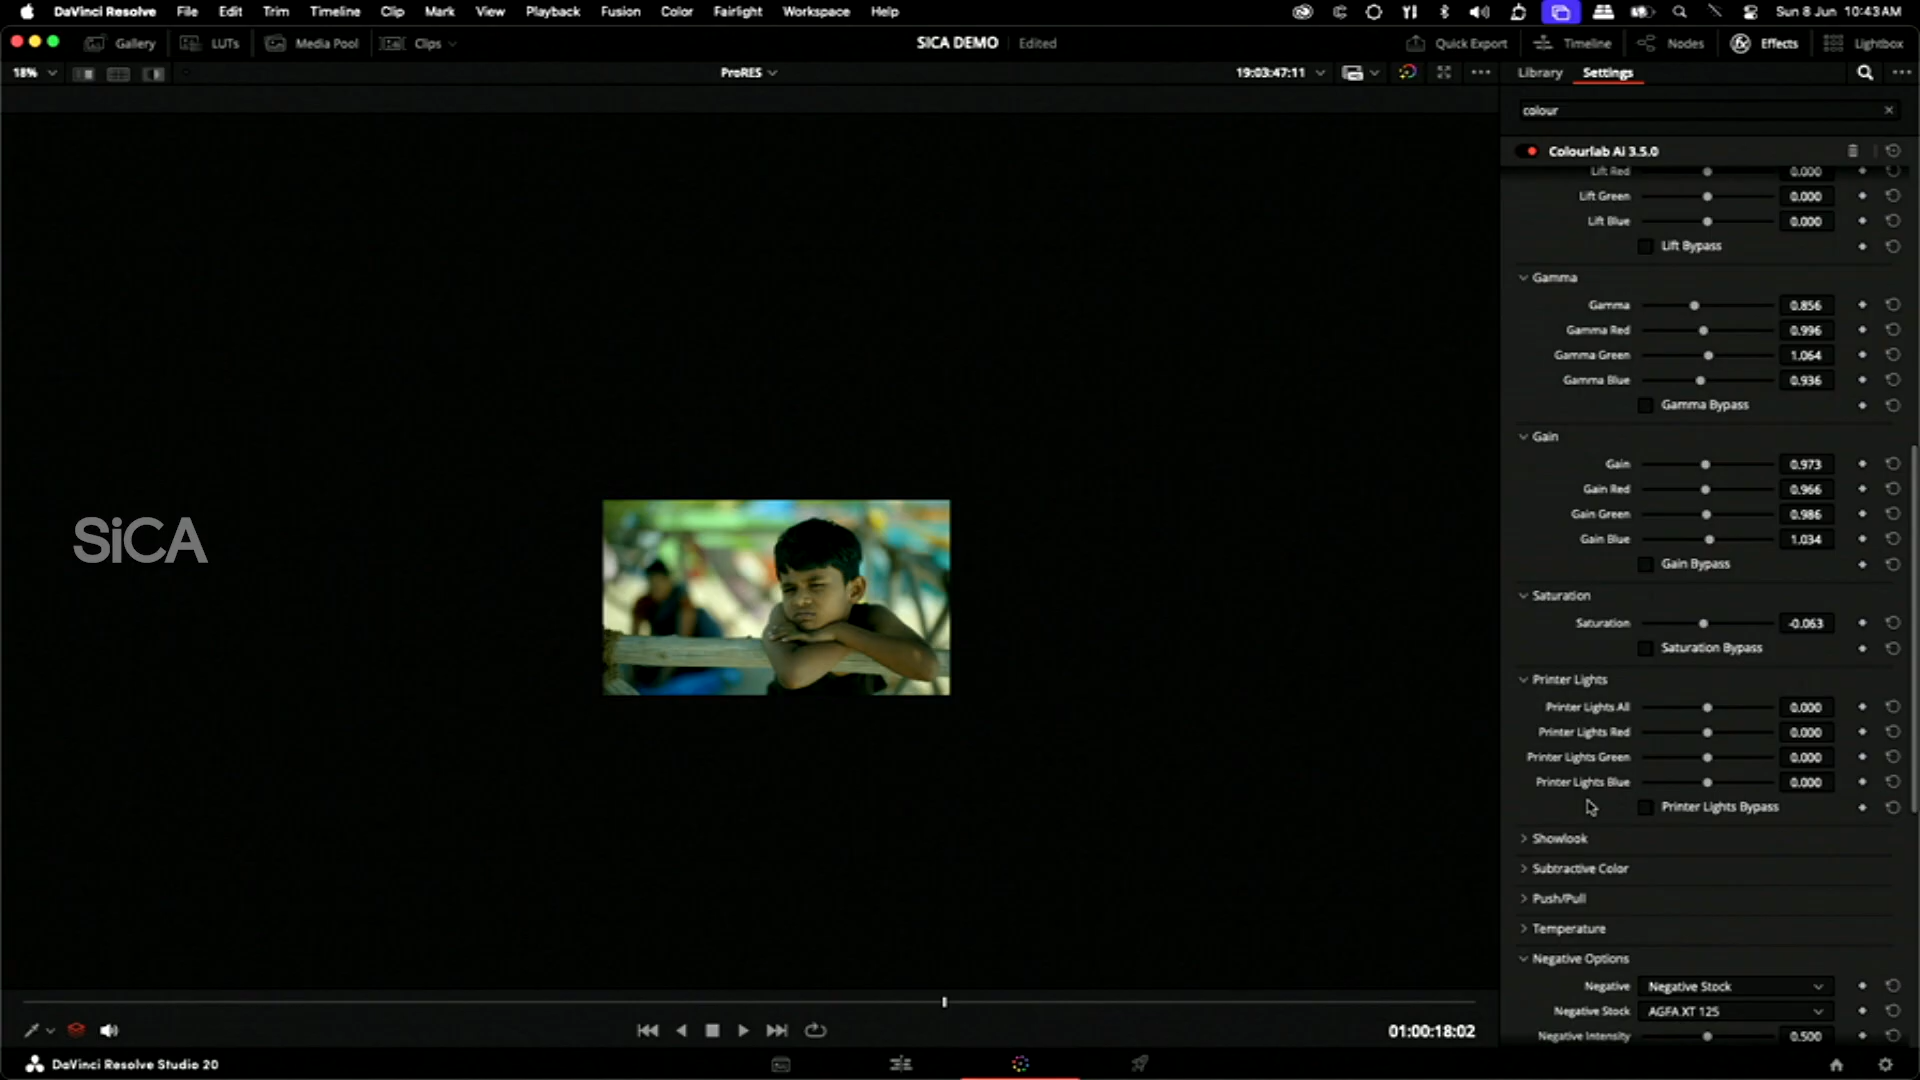 DaVinci Resolve File Edit Trim Timeline Clip Mark View Playback Fusion Color Fairlight Workspace Help Sun 8 Jun 10:43AM
Gallery LUTs Media Pool Clips SICA DEMO Edited Quick Export Timeline Nodes Effects Lightbox
18% ProRES 19:03:47:11 Library Settings
colour
Colourlab Ai 3.5.0
Lift Red 0.000
Lift Green 0.000
Lift Blue 0.000
Lift Bypass
Gamma
Gamma 0.856
Gamma Red 0.996
Gamma Green 1.064
Gamma Blue 0.936
Gamma Bypass
Gain
Gain 0.973
Gain Red 0.966
Gain Green 0.986
Gain Blue 1.034
SiCA
Gain Bypass
Saturation
Saturation -0.063
Saturation Bypass
Printer Lights
Printer Lights All 0.000
Printer Lights Red 0.000
Printer Lights Green 0.000
Printer Lights Blue 0.000
Printer Lights Bypass
Showlook
Subtractive Color
Push/Pull
Temperature
Negative Options
Negative Negative Stock
Negative Stock AGFA XT 125
Negative Intensity 0.500
01:00:18:02
DaVinci Resolve Studio 20